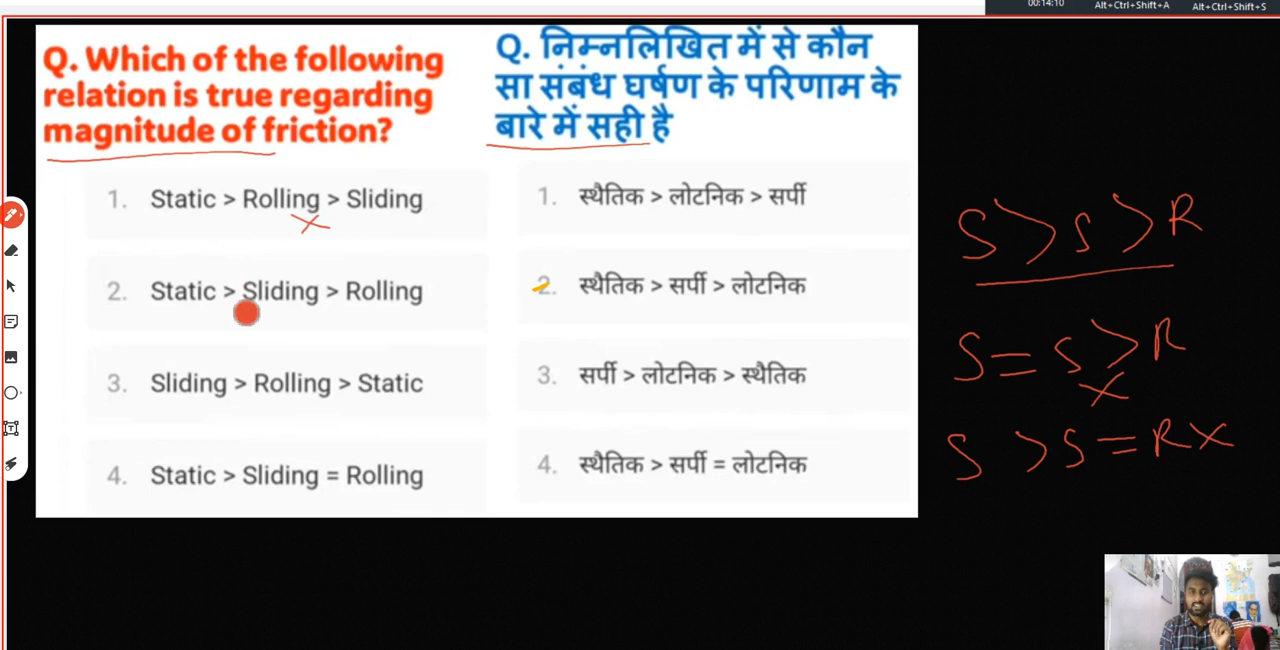 00:14:10
Alt+Ctrl+Shift+A
Alt+Ctrl+Shift+S
Q. Which of the following
relation is true regarding
magnitude of friction?
1. Static > Rolling > Sliding
2. Static > Sliding > Rolling
3. Sliding > Rolling > Static
4. Static > Sliding = Rolling
Q. निम्नलिखित में से कौन
सा संबंध घर्षण के परिणाम के
बारे में सही है
1. स्थैतिक > लोटनिक > सर्पी
2. स्थैतिक > सर्पी > लोटनिक
3. सर्पी > लोटनिक > स्थैतिक
4. स्थैतिक > सर्पी = लोटनिक
S > s > R
S = s > R
S > s = R